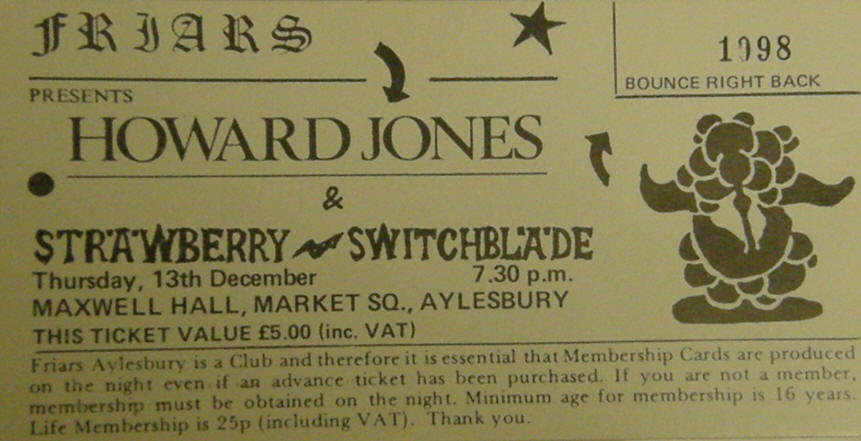 FRIARS
1098
BOUNCE RIGHT BACK
PRESENTS
HOWARD JONES
&
STRAWBERRY SWITCHBLADE
Thursday, 13th December 7.30 p.m.
MAXWELL HALL, MARKET SQ., AYLESBURY
THIS TICKET VALUE £5.00 (inc. VAT)
Friars Aylesbury is a Club and therefore it is essential that Membership Cards are produced
on the night even if an advance ticket has been purchased. If you are not a member,
membership must be obtained on the night. Minimum age for membership is 16 years.
Life Membership is 25p (including VAT). Thank you.